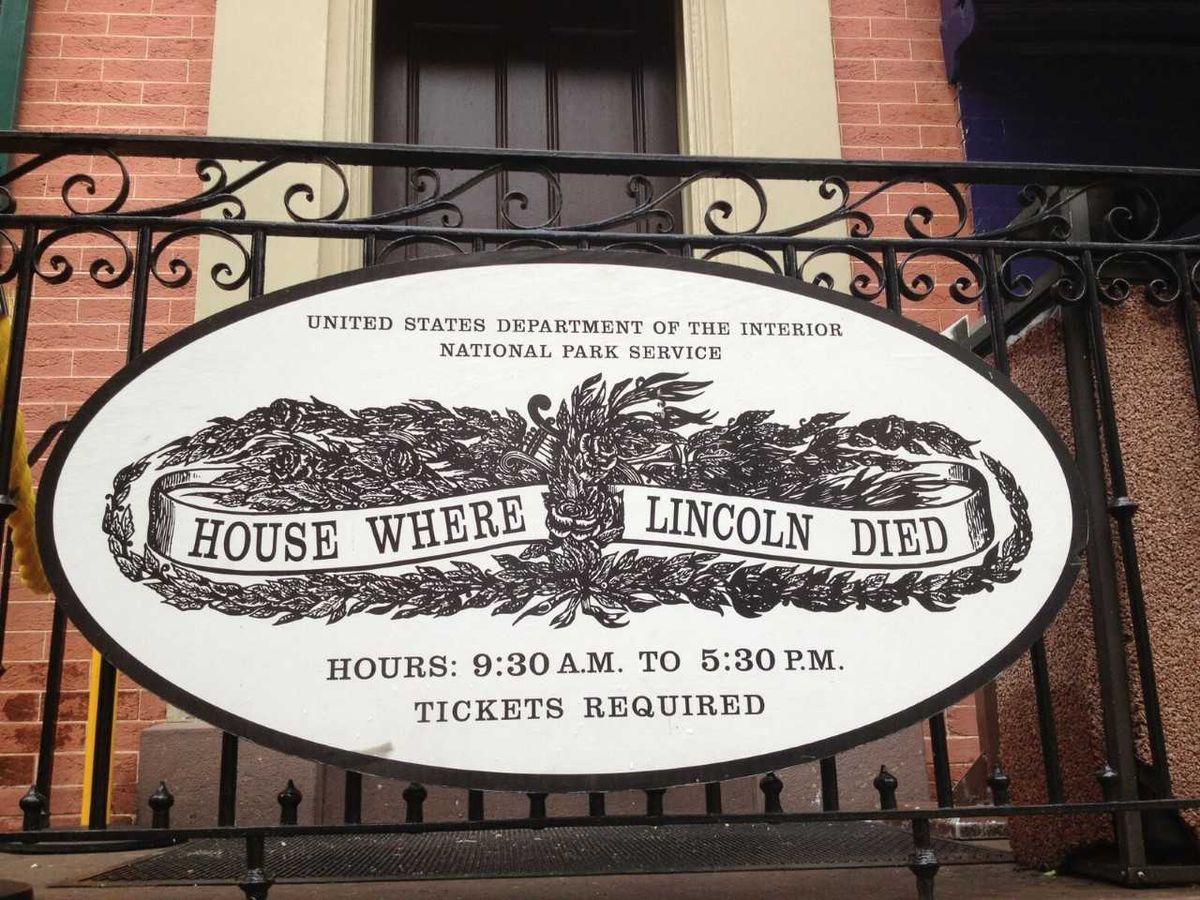 UNITED STATES DEPARTMENT OF THE INTERIOR
NATIONAL PARK SERVICE
HOUSE WHERE LINCOLN DIED
HOURS: 9:30 A.M. TO 5:30 P.M.
TICKETS REQUIRED